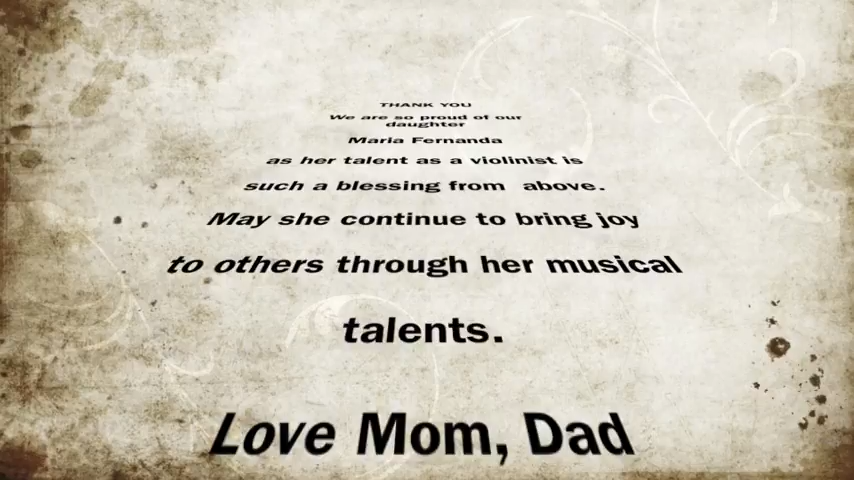 THANK YOU
We are so proud of our
daughter
Maria Fernanda
as her talent as a violinist is
such a blessing from  above.
May she continue to bring joy
to others through her musical
talents.
Love Mom, Dad